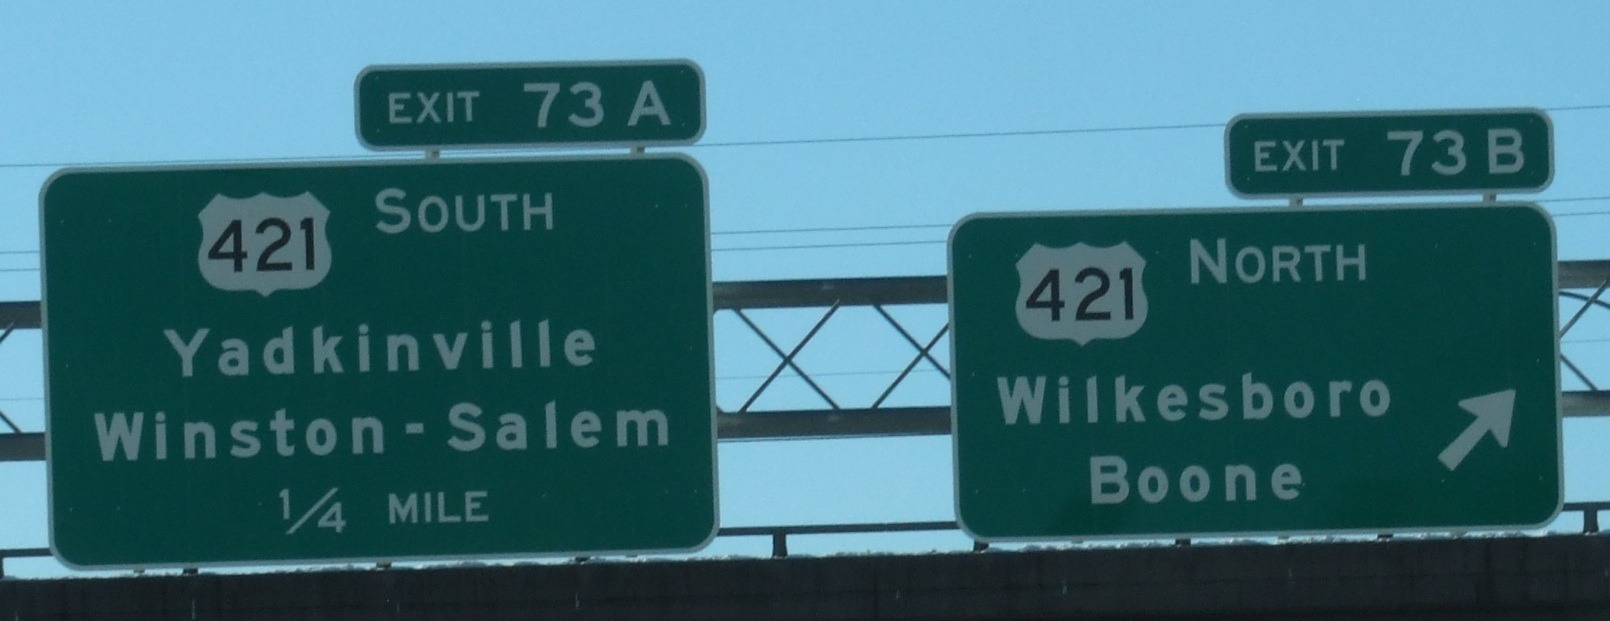 EXIT 73 A
421 SOUTH
Yadkinville
Winston-Salem
1/4 MILE
EXIT 73 B
421 NORTH
Wilkesboro
Boone